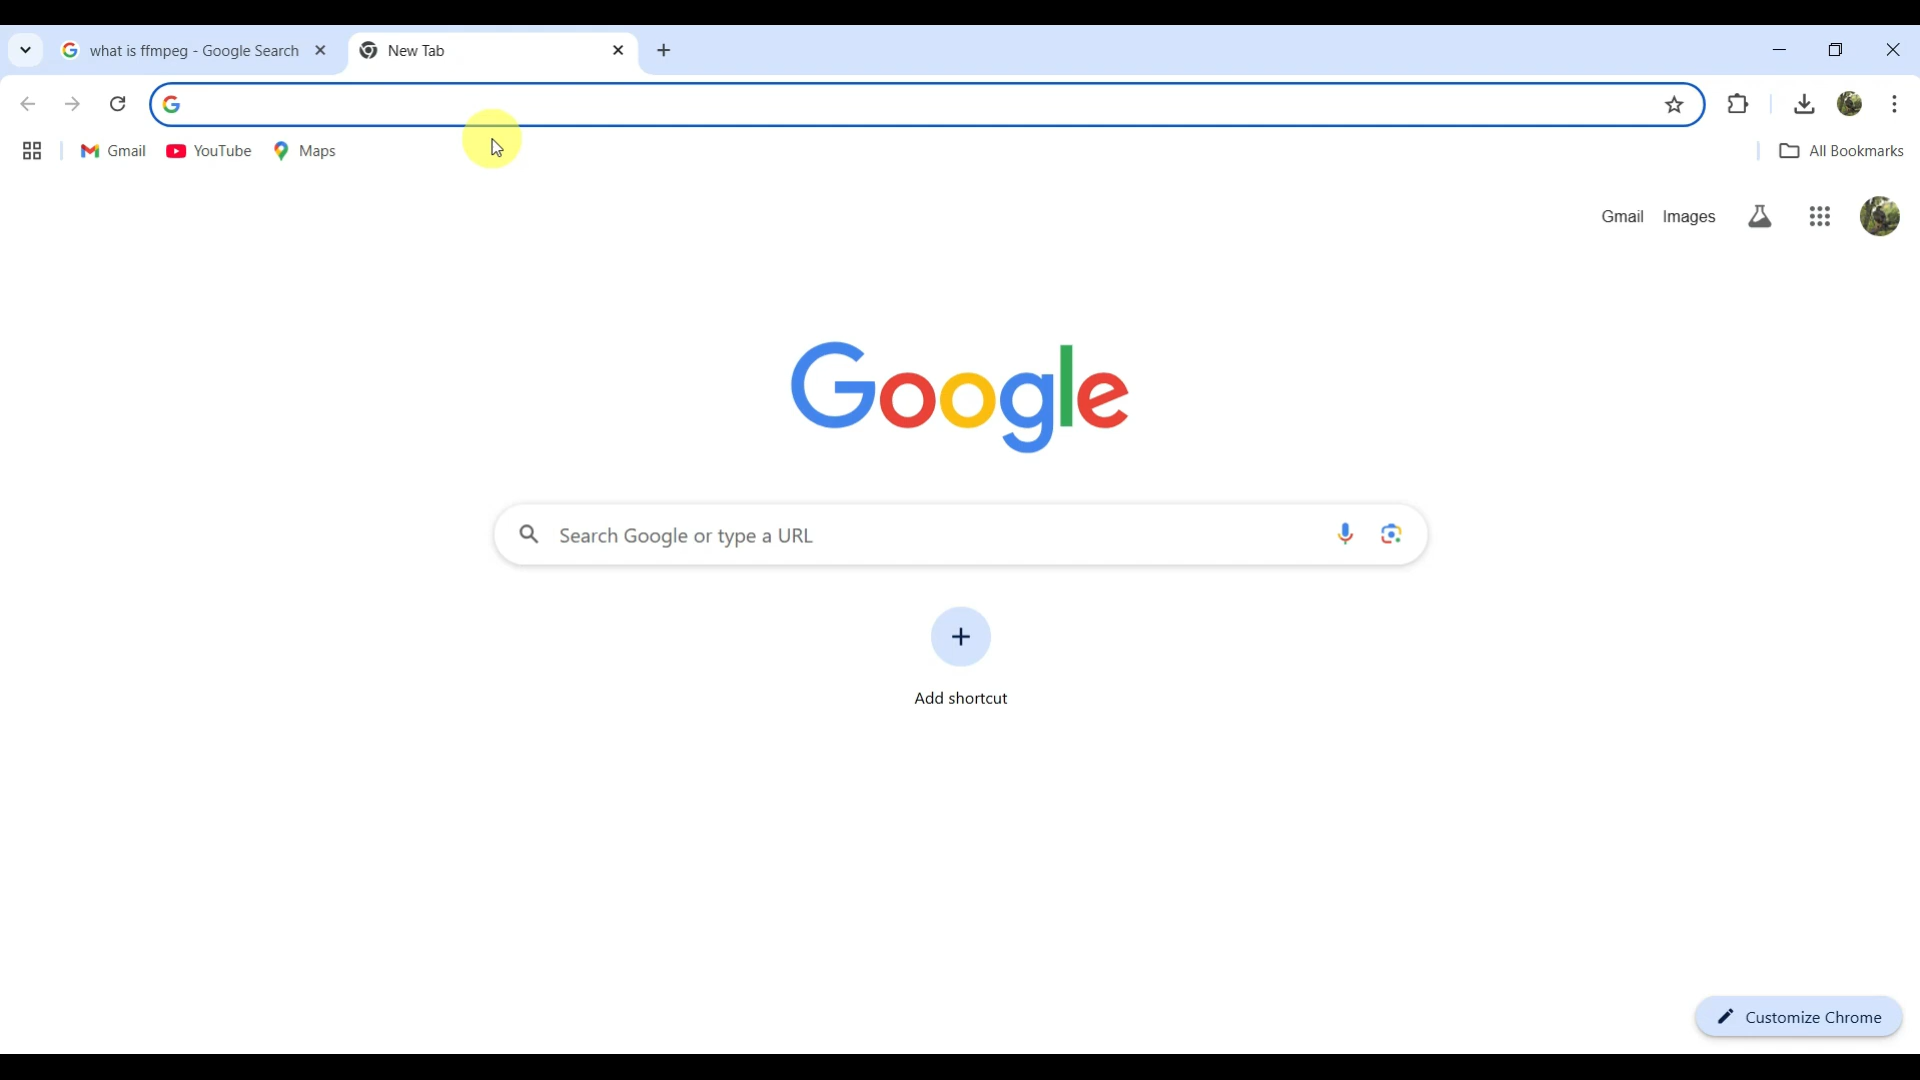 what is ffmpeg - Google Search
New Tab
Gmail
YouTube
Maps
All Bookmarks
Gmail
Images
Google
Search Google or type a URL
Add shortcut
Customize Chrome